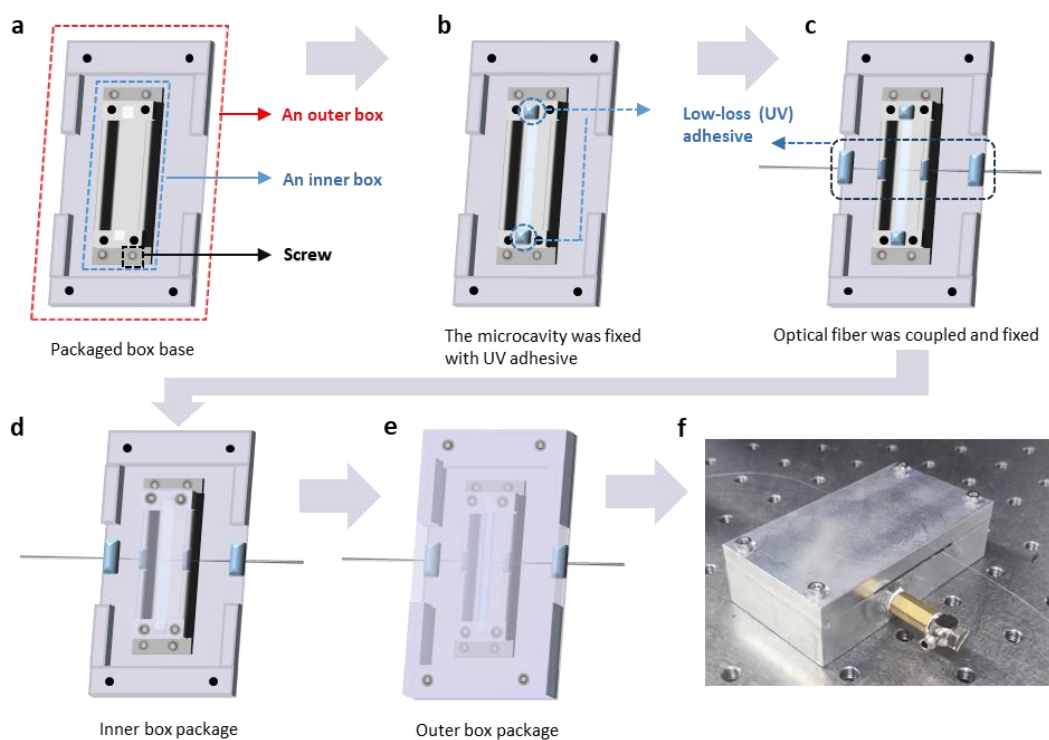 a
b
c
An outer box
An inner box
Screw
Low-loss (UV)
adhesive
Packaged box base
The microcavity was fixed
with UV adhesive
Optical fiber was coupled and fixed
d
e
f
Inner box package
Outer box package